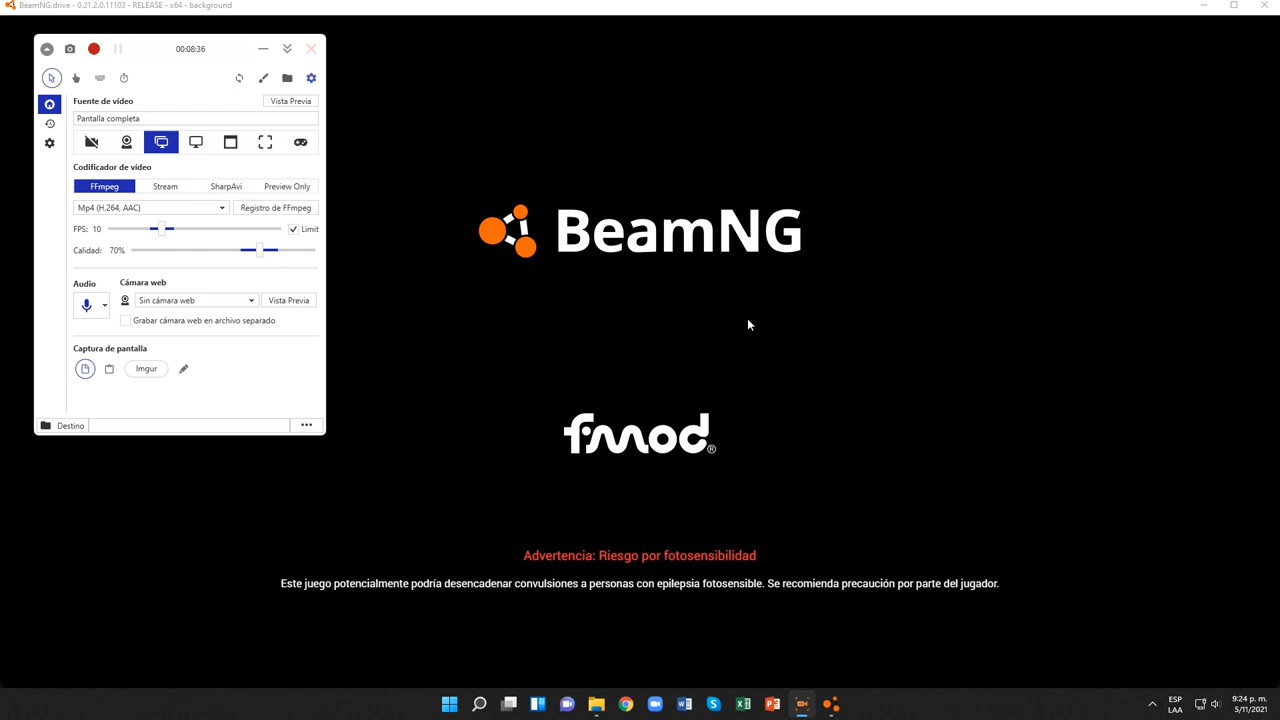 BeamNG.drive - 0.21.2.0.11103 - RELEASE - x64 - background
00:08:36
Fuente de vídeo
Vista Previa
Pantalla completa
Codificador de vídeo
FFmpeg Stream SharpAvi Preview Only
Mp4 (H.264, AAC) Registro de FFmpeg
FPS: 10 Limit
Calidad: 70%
Audio
Cámara web
Sin cámara web Vista Previa
Grabar cámara web en archivo separado
Captura de pantalla
Imgur
Destino
BeamNG
fmod®
Advertencia: Riesgo por fotosensibilidad
Este juego potencialmente podría desencadenar convulsiones a personas con epilepsia fotosensible. Se recomienda precaución por parte del jugador.
ESP
LAA
9:24 p. m.
5/11/2021